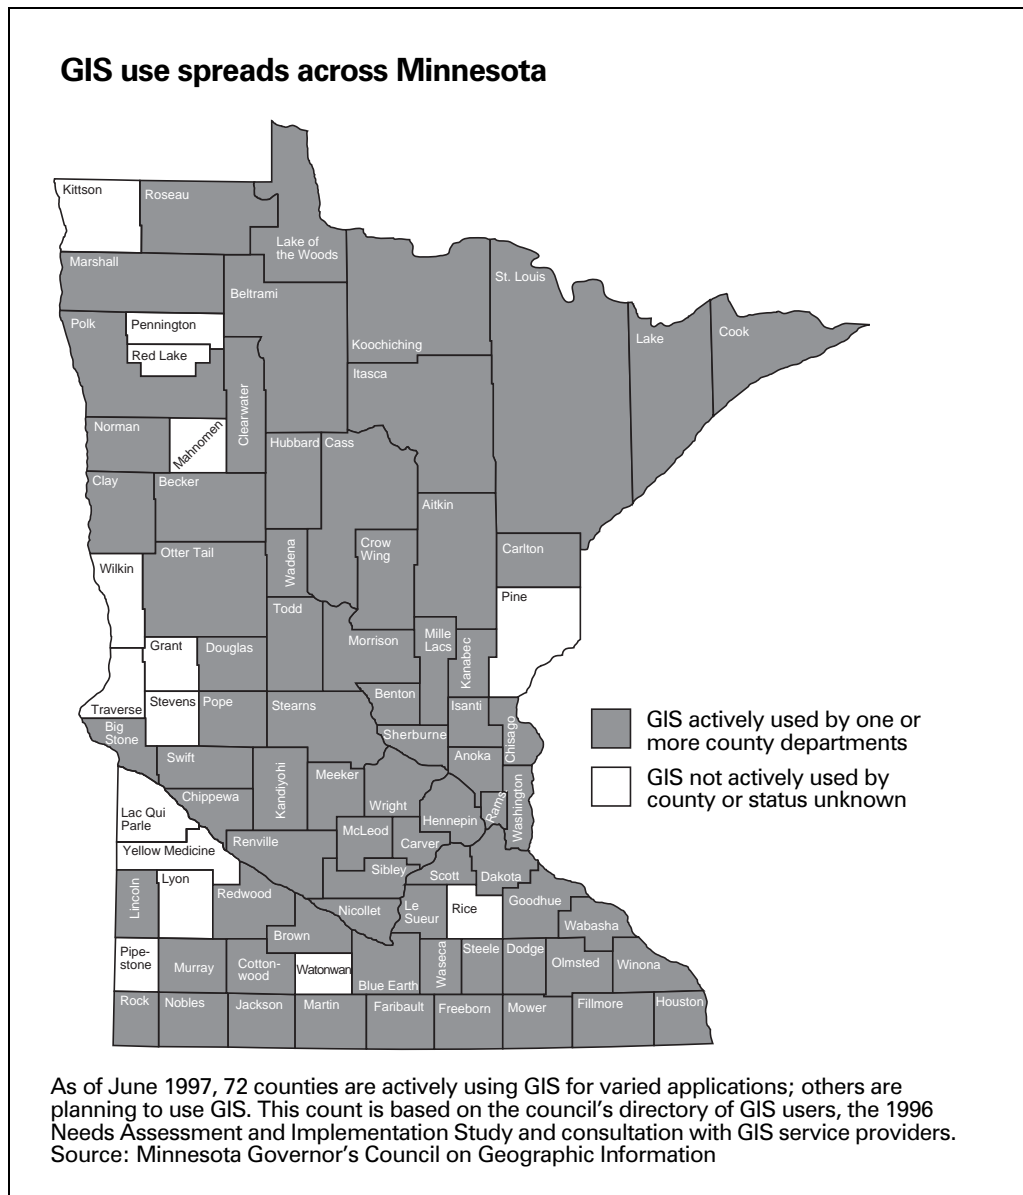 GIS use spreads across Minnesota
Kittson
Roseau
Lake of
the Woods
Marshall
Beltrami
St. Louis
Polk
Pennington
Red Lake
Koochiching
Lake
Cook
Itasca
Clearwater
Norman
Mahnomen
Hubbard
Cass
Clay
Becker
Aitkin
Otter Tail
Wadena
Crow
Wing
Carlton
Wilkin
Pine
Todd
Grant
Douglas
Morrison
Mille
Lacs
Kanabec
Traverse
Stevens
Pope
Stearns
Benton
Isanti
Big
Stone
Sherburne
Chisago
GIS actively used by one or
more county departments
Swift
Kandiyohi
Meeker
Anoka
Washington
GIS not actively used by
county or status unknown
Chippewa
Wright
Rams
Lac Qui
Parle
Hennepin
McLeod
Carver
Yellow Medicine
Renville
Sibley
Scott
Dakota
Lincoln
Lyon
Redwood
Nicollet
Le
Sueur
Rice
Goodhue
Wabasha
Brown
Pipe-
stone
Murray
Cotton-
wood
Watonwan
Blue Earth
Waseca
Steele
Dodge
Olmsted
Winona
Rock
Nobles
Jackson
Martin
Faribault
Freeborn
Mower
Fillmore
Houston
As of June 1997, 72 counties are actively using GIS for varied applications; others are
planning to use GIS. This count is based on the council's directory of GIS users, the 1996
Needs Assessment and Implementation Study and consultation with GIS service providers.
Source: Minnesota Governor's Council on Geographic Information